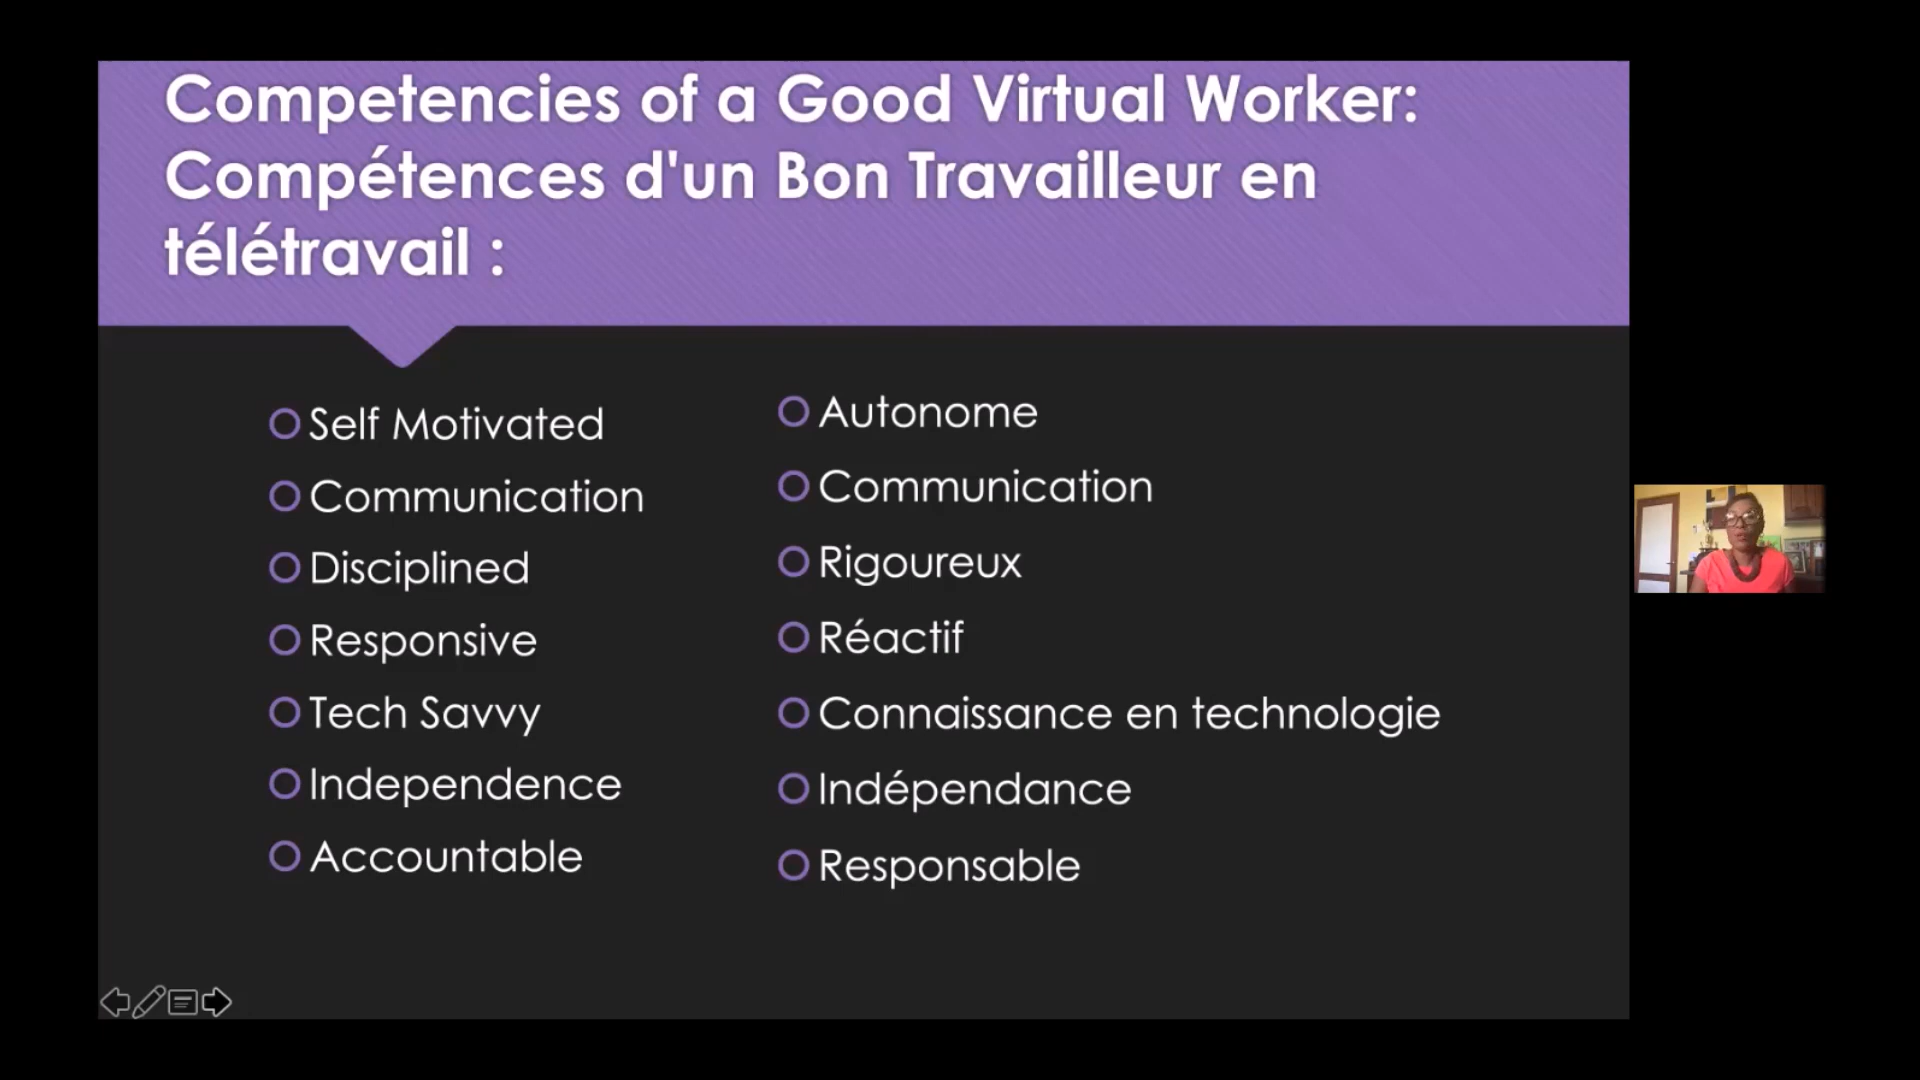 Competencies of a Good Virtual Worker:
Compétences d'un Bon Travailleur en
télétravail :
Self Motivated
Communication
Disciplined
Responsive
Tech Savvy
Independence
Accountable
Autonome
Communication
Rigoureux
Réactif
Connaissance en technologie
Indépendance
Responsable